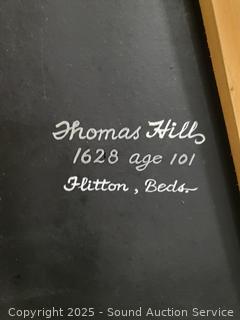 Thomas Hill
1628 age 101
Flitton, Beds.
Copyright 2025 - Sound Auction Service